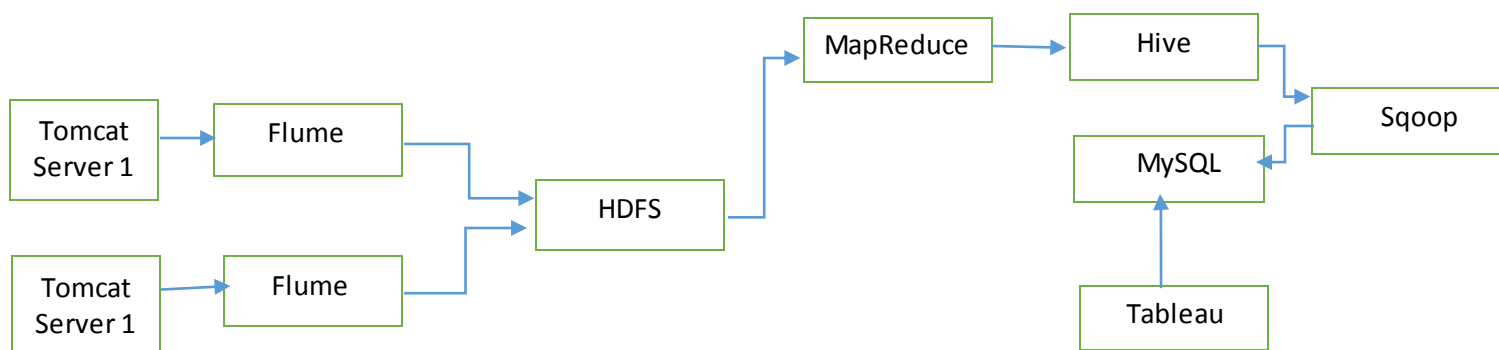 Tomcat
Server 1
Flume
Tomcat
Server 1
Flume
HDFS
MapReduce
Hive
Sqoop
MySQL
Tableau